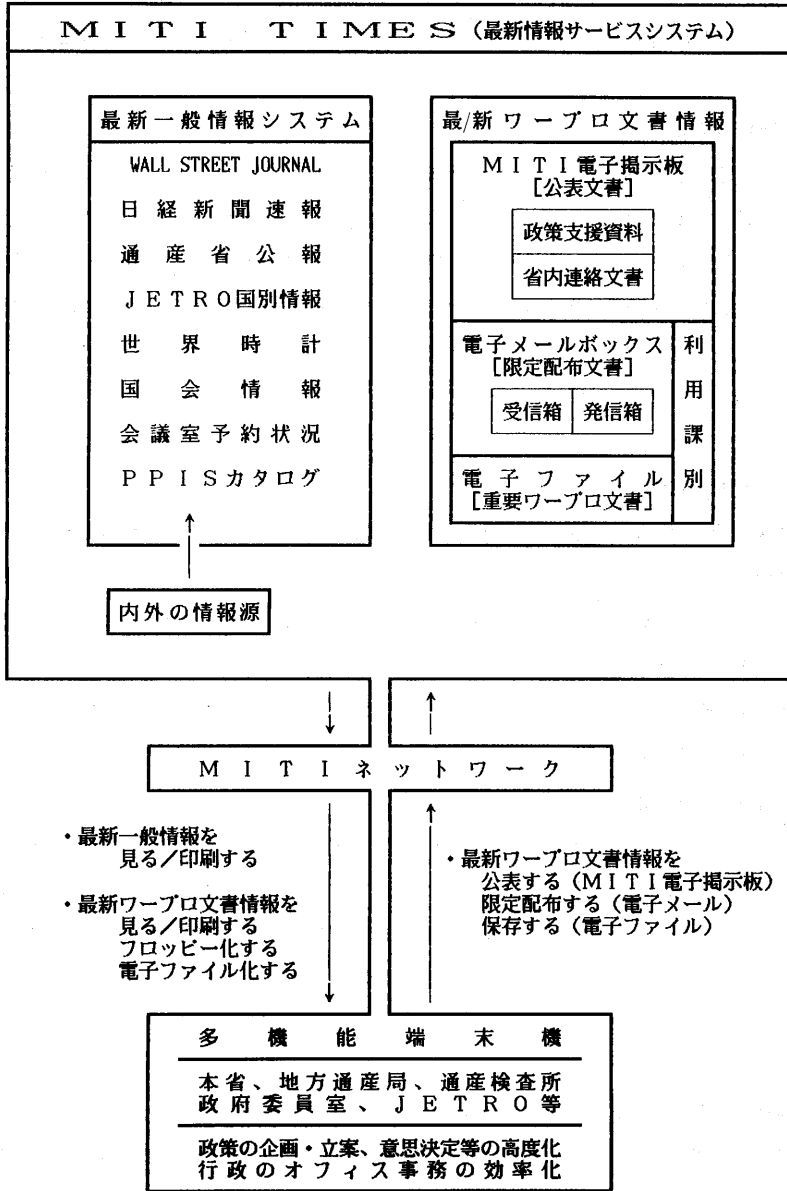 MITI TIMES(最新情報サービスシステム)
最新一般情報システム
WALL STREET JOURNAL
日経新聞速報
通産省公報
JETRO国別情報
世界時計
国会情報
会議室予約状況
PPISカタログ
内外の情報源
最/新ワープロ文書情報
MITI電子掲示板
[公表文書]
政策支援資料
省内連絡文書
電子メールボックス
[限定配布文書]
受信箱 発信箱
電子ファイル
[重要ワープロ文書]
利用課別
MITIネットワーク
・最新一般情報を
見る/印刷する
・最新ワープロ文書情報を
見る/印刷する
フロッピー化する
電子ファイル化する
・最新ワープロ文書情報を
公表する(MITI電子掲示板)
限定配布する(電子メール)
保存する(電子ファイル)
多機能端末機
本省、地方通産局、通産検査所
政府委員室、JETRO等
政策の企画・立案、意思決定等の高度化
行政のオフィス事務の効率化